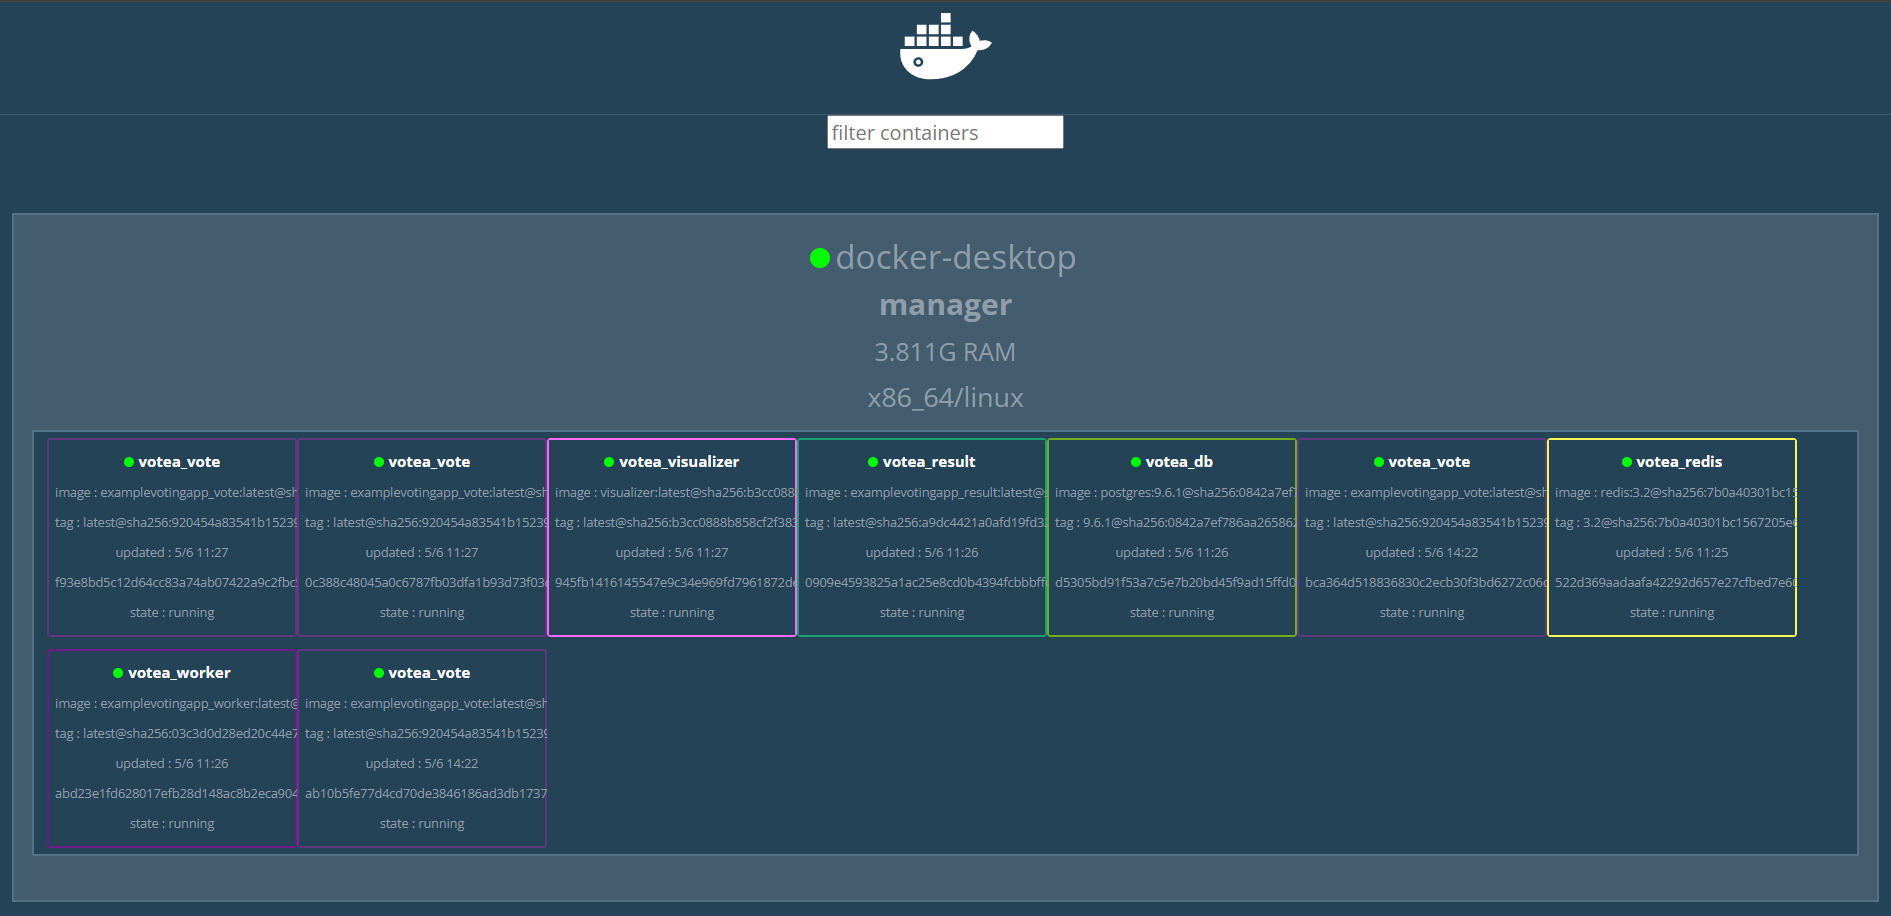 filter containers
docker-desktop
manager
3.811G RAM
x86_64/linux
votea_vote
image : examplevotingapp_vote:latest@sh
tag : latest@sha256:920454a83541b15239
updated : 5/6 11:27
f93e8bd5c12d64cc83a74ab07422a9c2fbc
state : running
votea_vote
image : examplevotingapp_vote:latest@sh
tag : latest@sha256:920454a83541b15239
updated : 5/6 11:27
0c388c48045a0c6787fb03dfa1b93d73f03
state : running
votea_visualizer
image : visualizer:latest@sha256:b3cc088
tag : latest@sha256:b3cc0888b858cf2f383
updated : 5/6 11:27
945fb1416145547e9c34e969fd7961872d
state : running
votea_result
image : examplevotingapp_result:latest@
tag : latest@sha256:a9dc4421a0afd19fd3
updated : 5/6 11:26
0909e4593825a1ac25e8cd0b4394fcbbbff
state : running
votea_db
image : postgres:9.6.1@sha256:0842a7ef
tag : 9.6.1@sha256:0842a7ef786aa265862
updated : 5/6 11:26
d5305bd91f53a7c5e7b20bd45f9ad15ffd0
state : running
votea_vote
image : examplevotingapp_vote:latest@sh
tag : latest@sha256:920454a83541b15239
updated : 5/6 14:22
bca364d518836830c2ecb30f3bd6272c06
state : running
votea_redis
image : redis:3.2@sha256:7b0a40301bc15
tag : 3.2@sha256:7b0a40301bc1567205e
updated : 5/6 11:25
522d369aadaafa42292d657e27cfbed7e60
state : running
votea_worker
image : examplevotingapp_worker:latest@
tag : latest@sha256:03c3d0d28ed20c44e7
updated : 5/6 11:26
abd23e1fd628017efb28d148ac8b2eca904
state : running
votea_vote
image : examplevotingapp_vote:latest@sh
tag : latest@sha256:920454a83541b15239
updated : 5/6 14:22
ab10b5fe77d4cd70de3846186ad3db1737
state : running